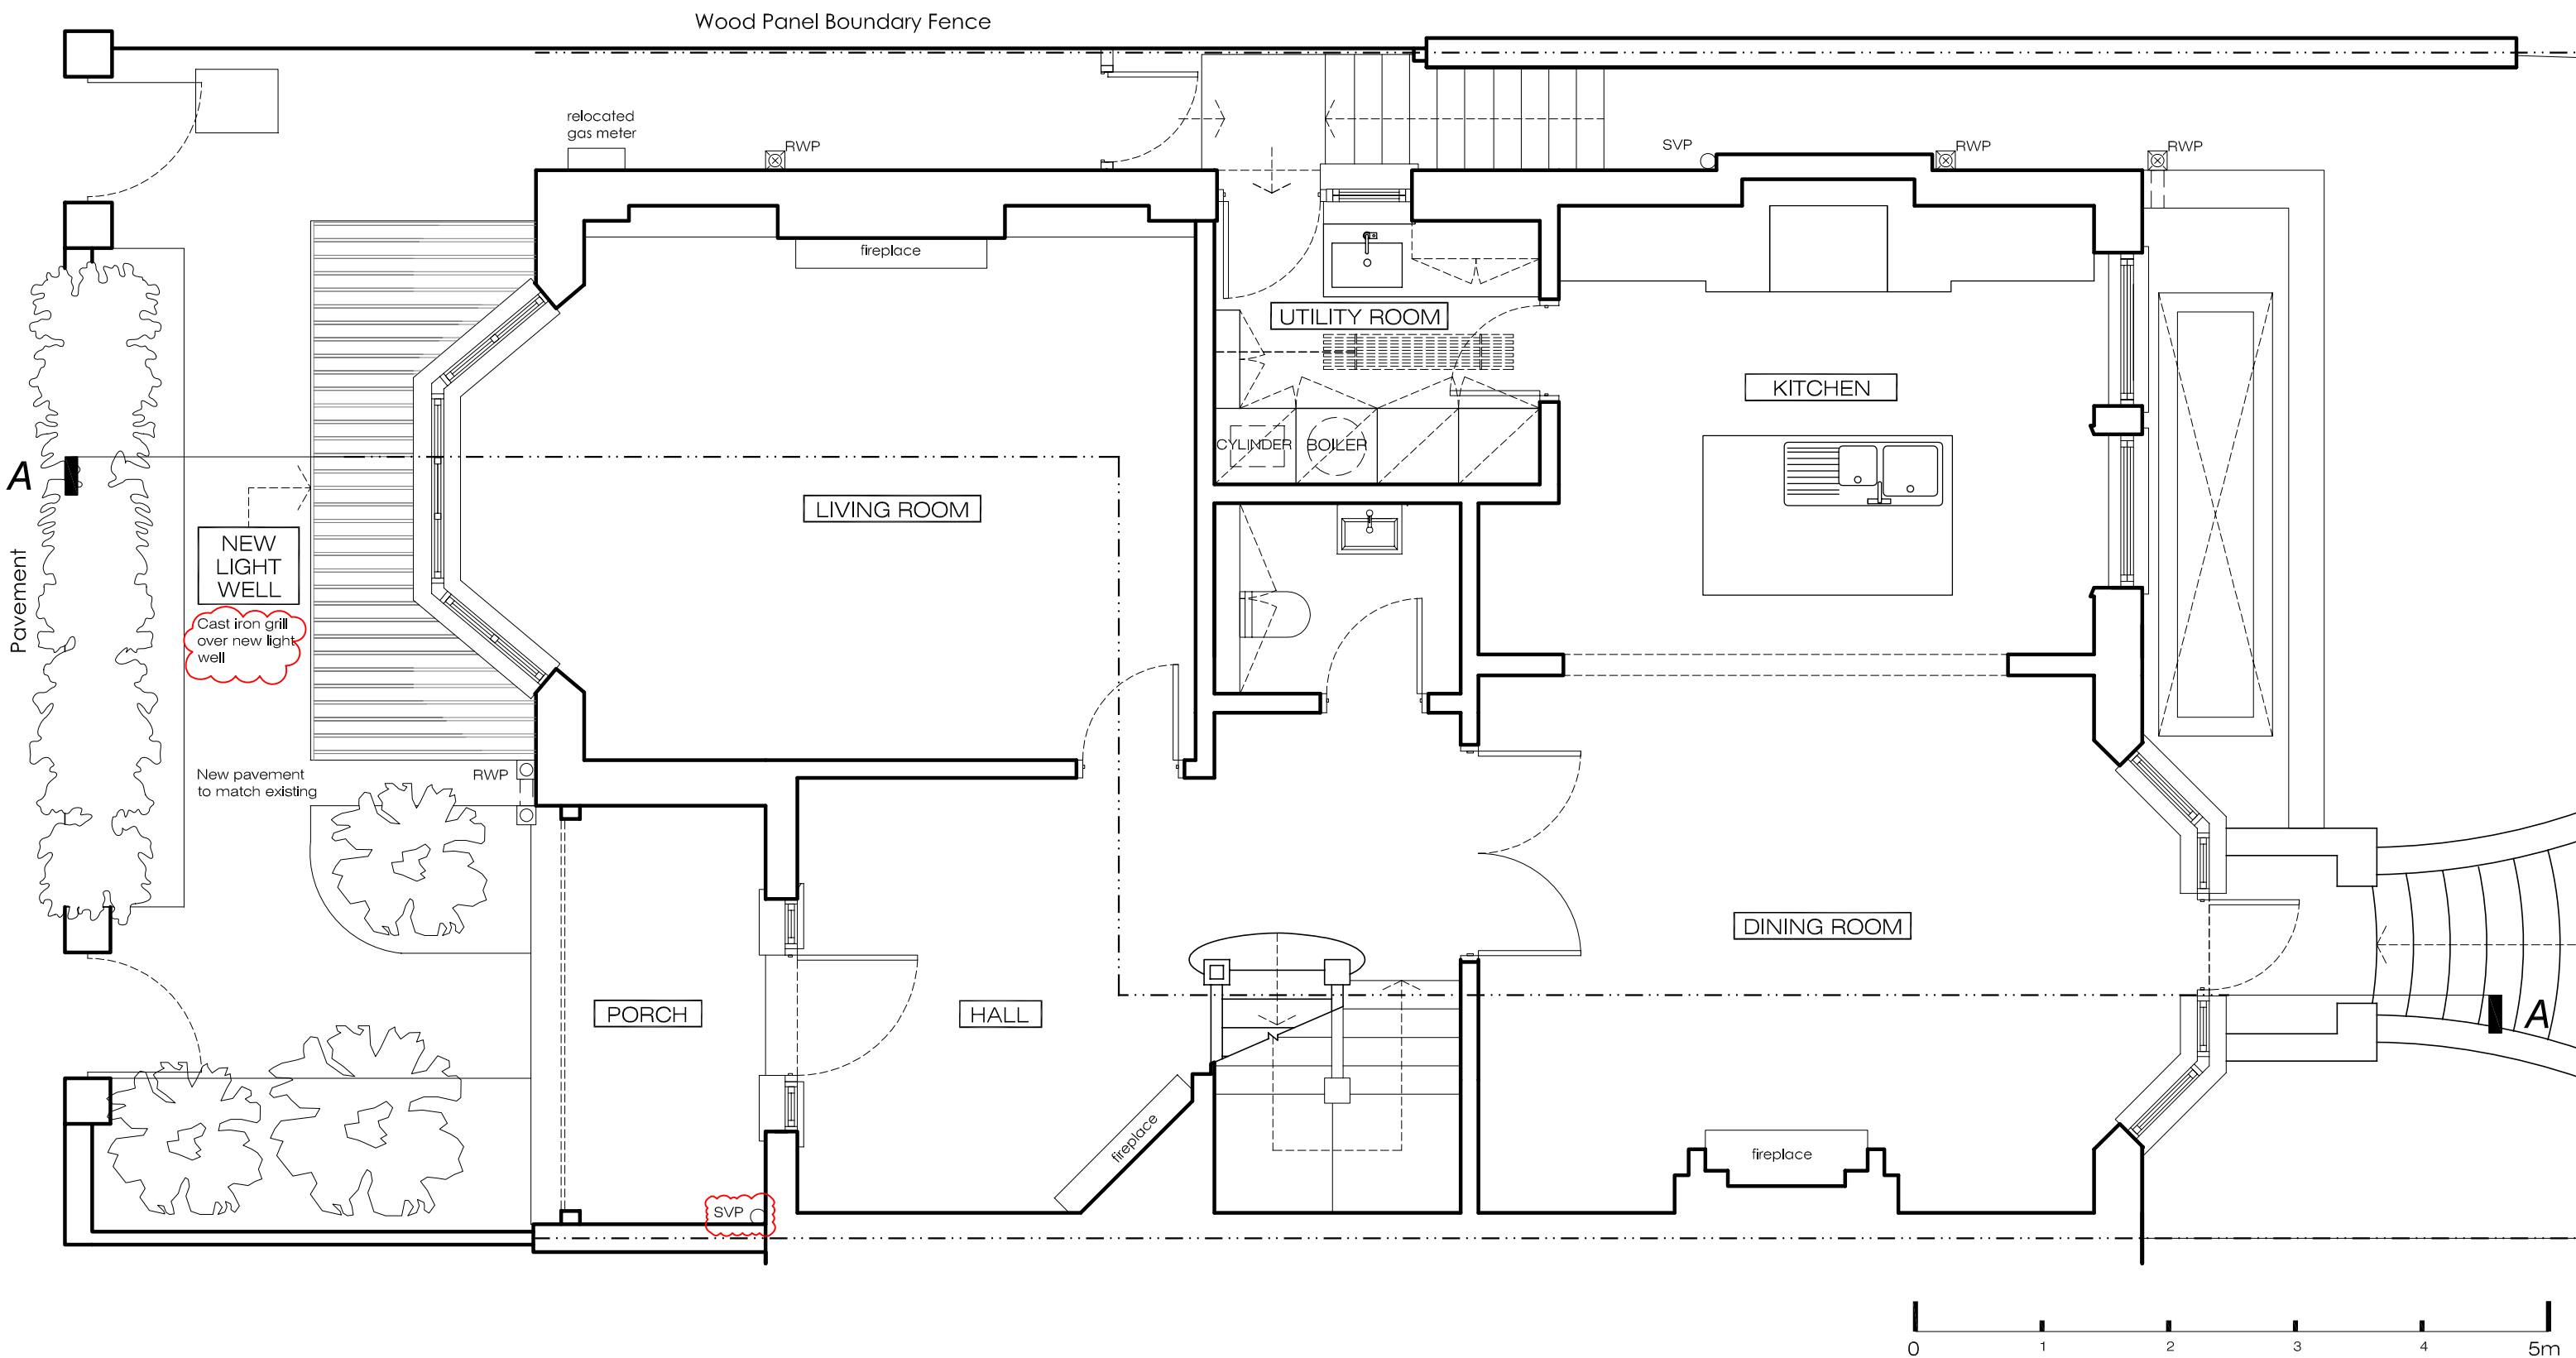 Wood Panel Boundary Fence
relocated
gas meter
RWP
SVP
RWP
RWP
fireplace
UTILITY ROOM
KITCHEN
CYLINDER
BOILER
A
LIVING ROOM
NEW
LIGHT
WELL
Pavement
Cast iron grill
over new light
well
New pavement
to match existing
RWP
DINING ROOM
PORCH
HALL
A
fireplace
fireplace
SVP
0
1
2
3
4
5m